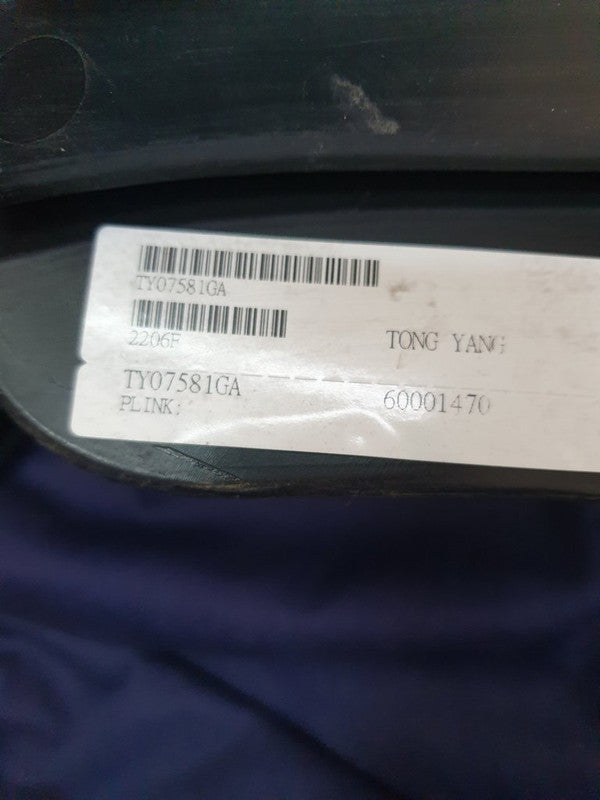 TY07581GA
2206F
TONG YANG
TY07581GA
PLINK:
60001470